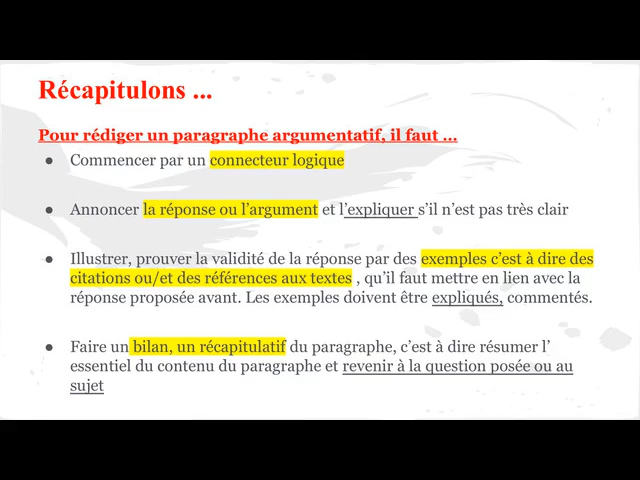 Récapitulons ...
Pour rédiger un paragraphe argumentatif, il faut ...
● Commencer par un connecteur logique
● Annoncer la réponse ou l’argument et l’expliquer s’il n’est pas très clair
● Illustrer, prouver la validité de la réponse par des exemples c’est à dire des
citations ou/et des références aux textes , qu’il faut mettre en lien avec la
réponse proposée avant. Les exemples doivent être expliqués, commentés.
● Faire un bilan, un récapitulatif du paragraphe, c’est à dire résumer l’
essentiel du contenu du paragraphe et revenir à la question posée ou au
sujet